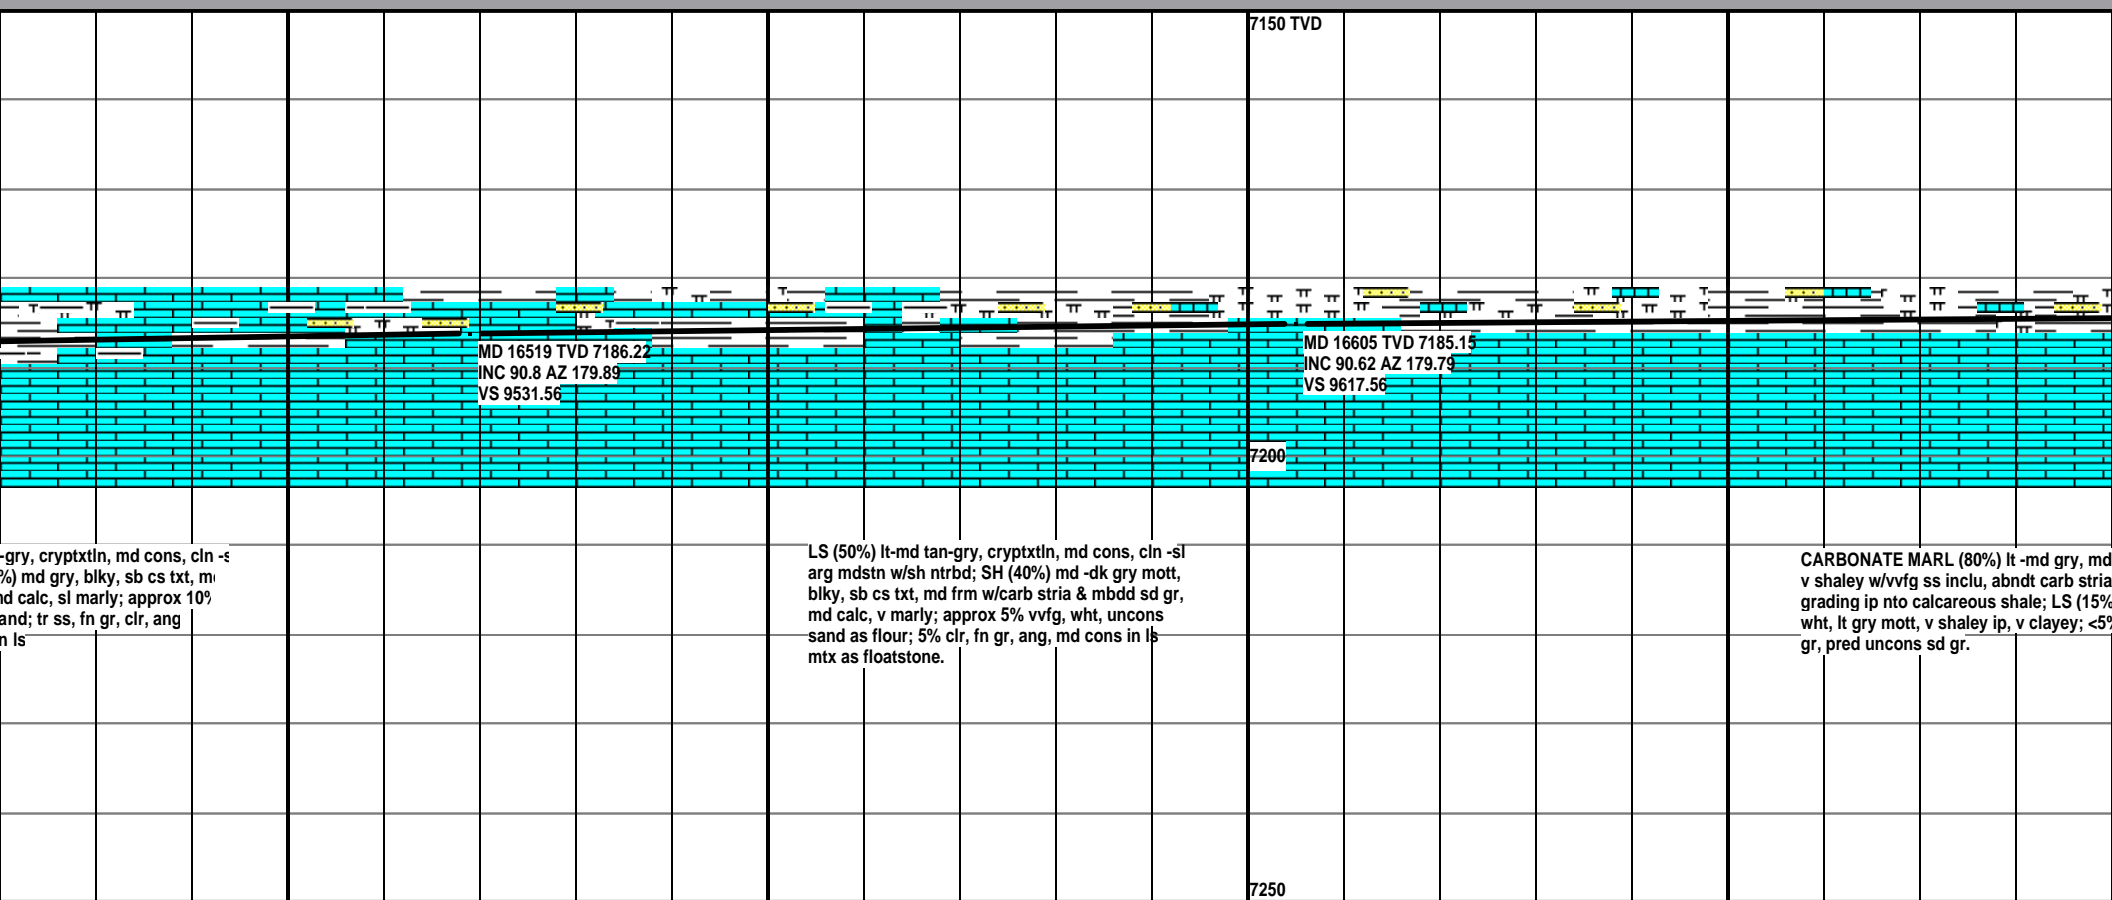 7150 TVD
MD 16519 TVD 7186.22
INC 90.8 AZ 179.89
VS 9531.56
MD 16605 TVD 7185.15
INC 90.62 AZ 179.79
VS 9617.56
7200
-gry, cryptxtln, md cons, cln -s
%) md gry, blky, sb cs txt, m
d calc, sl marly; approx 10%
and; tr ss, fn gr, clr, ang
n ls
LS (50%) lt-md tan-gry, cryptxtln, md cons, cln -sl
arg mdstn w/sh ntrbd; SH (40%) md -dk gry mott,
blky, sb cs txt, md frm w/carb stria & mbdd sd gr,
md calc, v marly; approx 5% vvfg, wht, uncons
sand as flour; 5% clr, fn gr, ang, md cons in ls
mtx as floatstone.
CARBONATE MARL (80%) lt -md gry, md
v shaley w/vvfg ss inclu, abndt carb stria
grading ip nto calcareous shale; LS (15%
wht, lt gry mott, v shaley ip, v clayey; <5%
gr, pred uncons sd gr.
7250